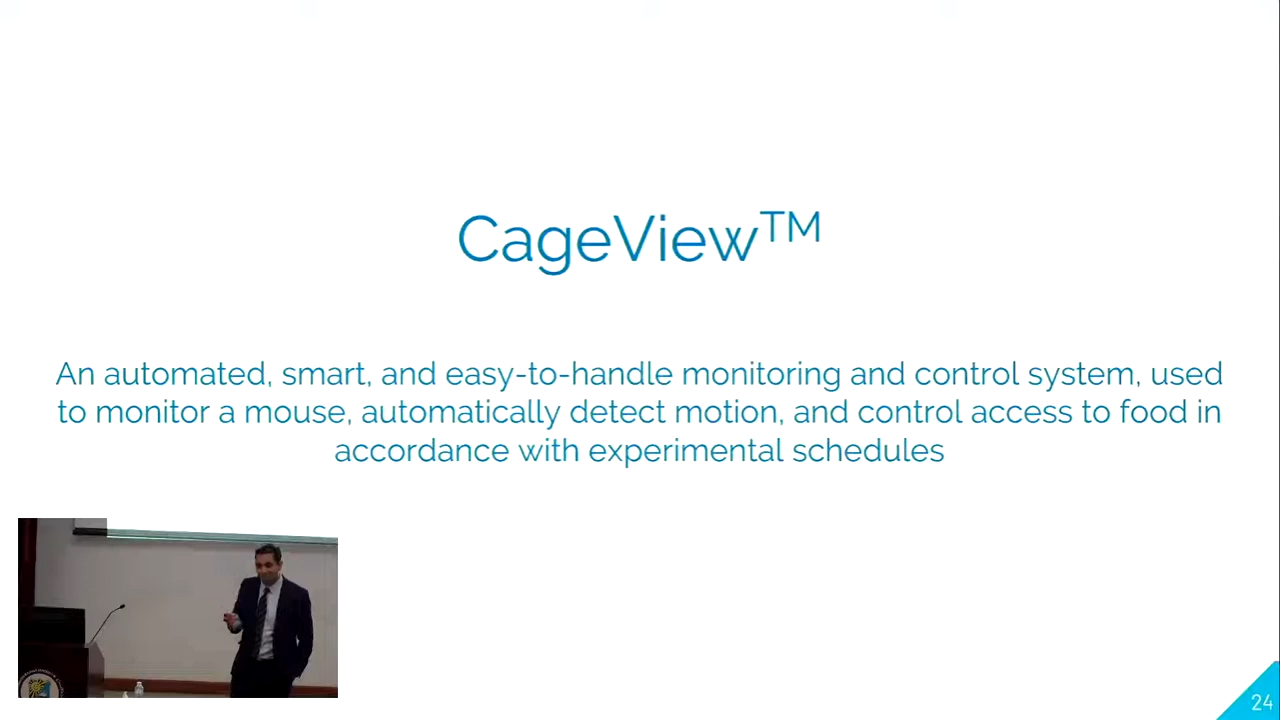 CageView™
An automated, smart, and easy-to-handle monitoring and control system, used
to monitor a mouse, automatically detect motion, and control access to food in
accordance with experimental schedules
24